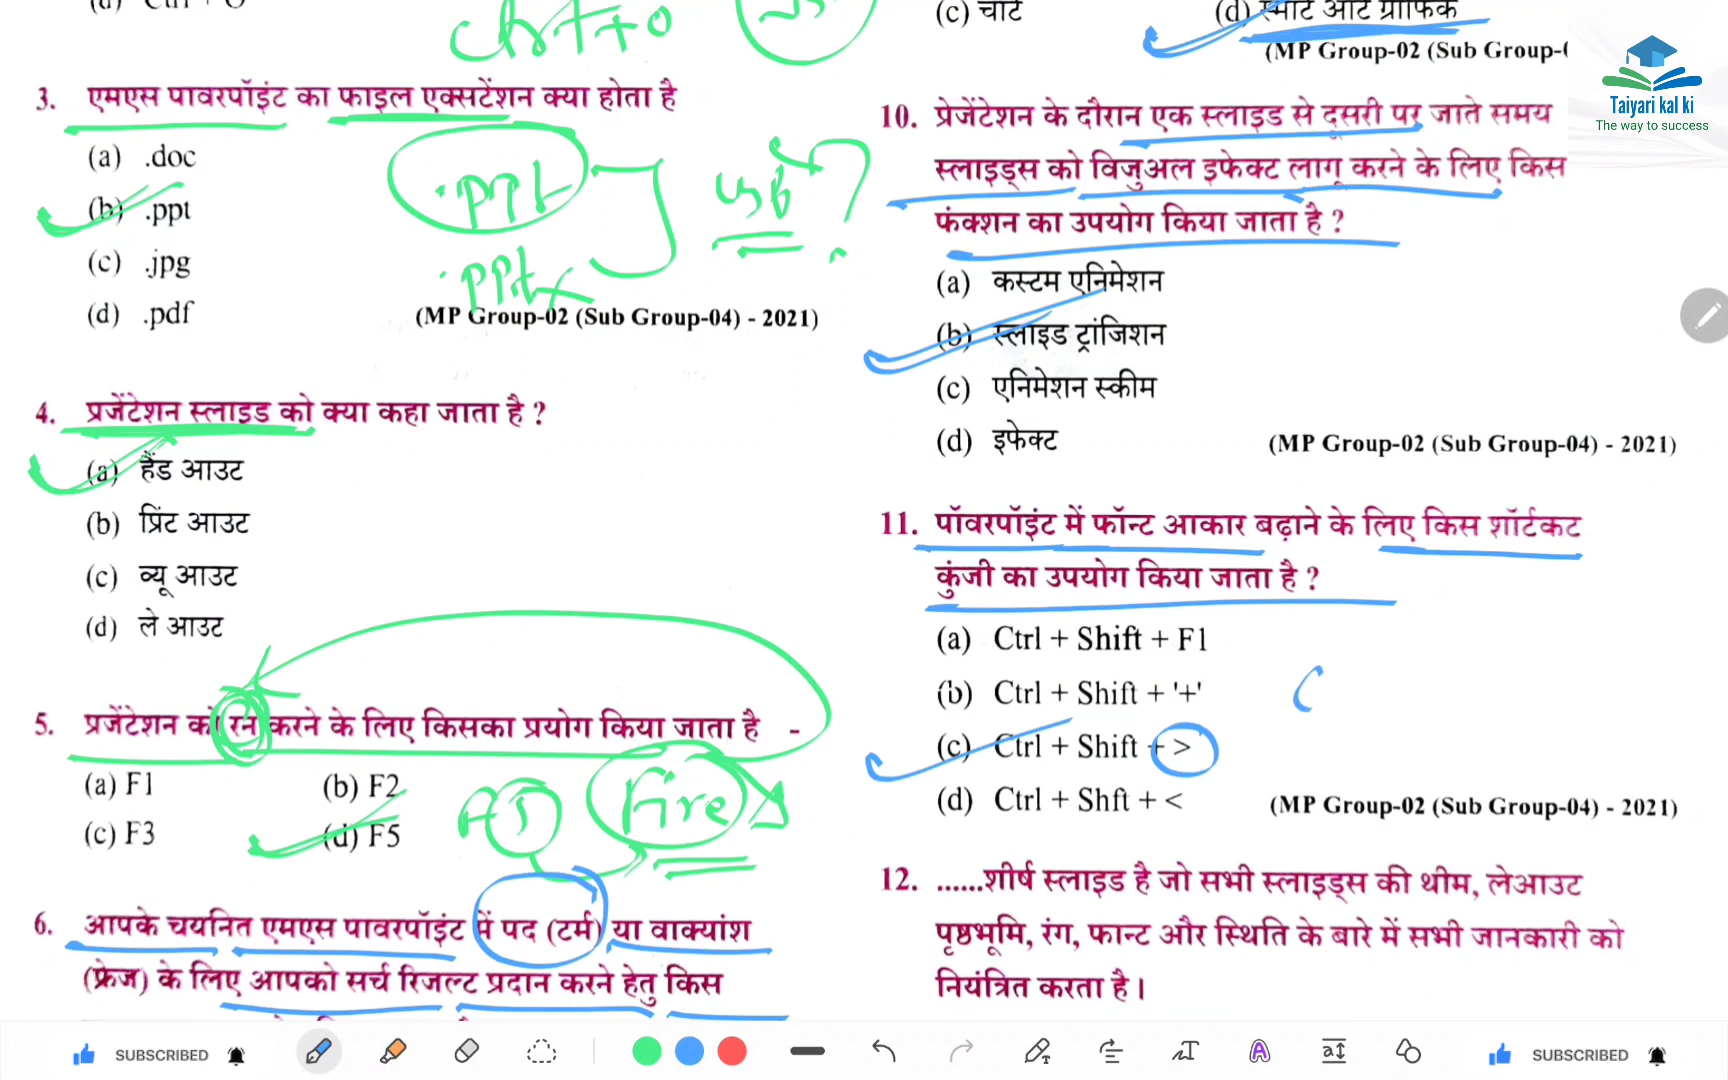 ctrl+o
3. एमएस पावरपॉइंट का फाइल एक्सटेंशन क्या होता है
(a) .doc
(b) .ppt
(c) .jpg
(d) .pdf
(MP Group-02 (Sub Group-04) - 2021)
.ppt
.pptx
4. प्रजेंटेशन स्लाइड को क्या कहा जाता है ?
(a) हैंड आउट
(b) प्रिंट आउट
(c) व्यू आउट
(d) ले आउट
5. प्रजेंटेशन को रन करने के लिए किसका प्रयोग किया जाता है -
(a) F1 (b) F2
(c) F3 (d) F5
F5 Fire
6. आपके चयनित एमएस पावरपॉइंट में पद (टर्म) या वाक्यांश
(फ्रेज) के लिए आपको सर्च रिजल्ट प्रदान करने हेतु किस
(c) चार्ट (d) स्मार्ट आर्ट ग्राफिक
(MP Group-02 (Sub Group-
Taiyari kal ki
The way to success
10. प्रेजेंटेशन के दौरान एक स्लाइड से दूसरी पर जाते समय
स्लाइड्स को विजुअल इफेक्ट लागू करने के लिए किस
फंक्शन का उपयोग किया जाता है ?
(a) कस्टम एनिमेशन
(b) स्लाइड ट्रांजिशन
(c) एनिमेशन स्कीम
(d) इफेक्ट
(MP Group-02 (Sub Group-04) - 2021)
11. पॉवरपॉइंट में फॉन्ट आकार बढ़ाने के लिए किस शॉर्टकट
कुंजी का उपयोग किया जाता है ?
(a) Ctrl + Shift + F1
(b) Ctrl + Shift + '+'
(c) Ctrl + Shift + >
(d) Ctrl + Shft + <
(MP Group-02 (Sub Group-04) - 2021)
12. ......शीर्ष स्लाइड है जो सभी स्लाइड्स की थीम, लेआउट
पृष्ठभूमि, रंग, फान्ट और स्थिति के बारे में सभी जानकारी को
नियंत्रित करता है।
SUBSCRIBED
SUBSCRIBED